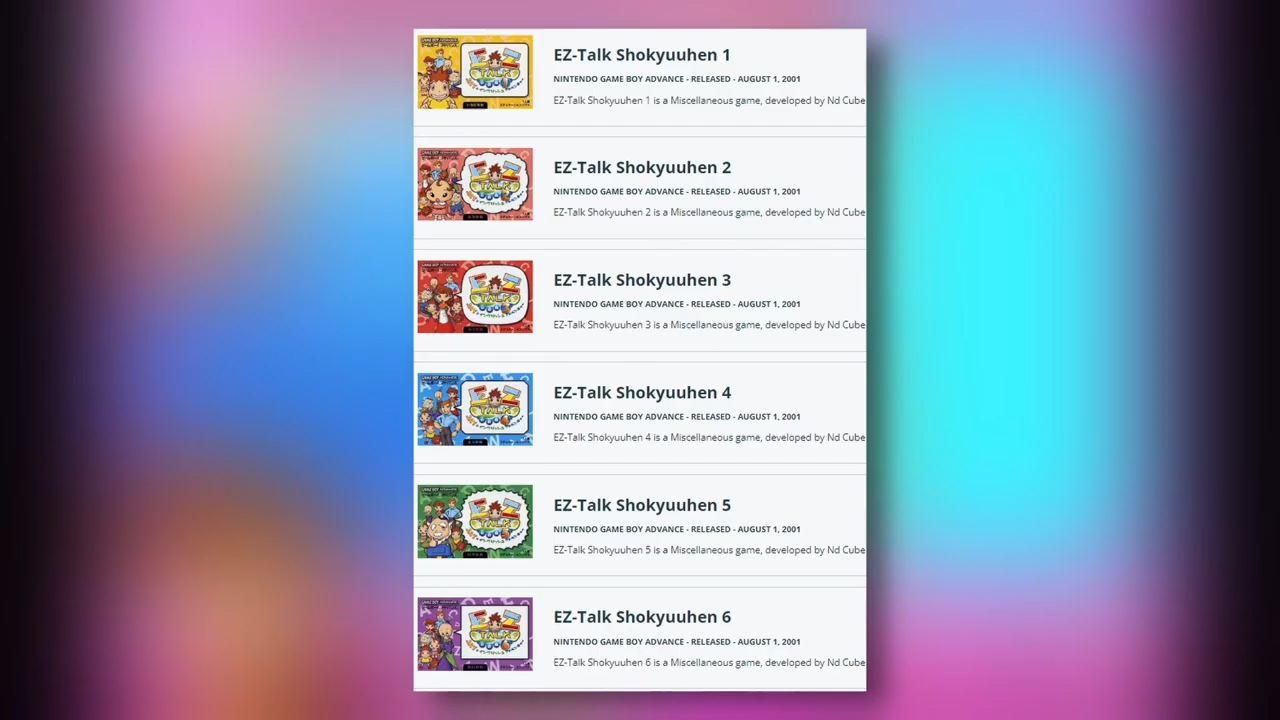 EZ-Talk Shokyuuhen 1
NINTENDO GAME BOY ADVANCE - RELEASED - AUGUST 1, 2001
EZ-Talk Shokyuuhen 1 is a Miscellaneous game, developed by Nd Cube
EZ-Talk Shokyuuhen 2
NINTENDO GAME BOY ADVANCE - RELEASED - AUGUST 1, 2001
EZ-Talk Shokyuuhen 2 is a Miscellaneous game, developed by Nd Cube
EZ-Talk Shokyuuhen 3
NINTENDO GAME BOY ADVANCE - RELEASED - AUGUST 1, 2001
EZ-Talk Shokyuuhen 3 is a Miscellaneous game, developed by Nd Cube
EZ-Talk Shokyuuhen 4
NINTENDO GAME BOY ADVANCE - RELEASED - AUGUST 1, 2001
EZ-Talk Shokyuuhen 4 is a Miscellaneous game, developed by Nd Cube
EZ-Talk Shokyuuhen 5
NINTENDO GAME BOY ADVANCE - RELEASED - AUGUST 1, 2001
EZ-Talk Shokyuuhen 5 is a Miscellaneous game, developed by Nd Cube
EZ-Talk Shokyuuhen 6
NINTENDO GAME BOY ADVANCE - RELEASED - AUGUST 1, 2001
EZ-Talk Shokyuuhen 6 is a Miscellaneous game, developed by Nd Cube